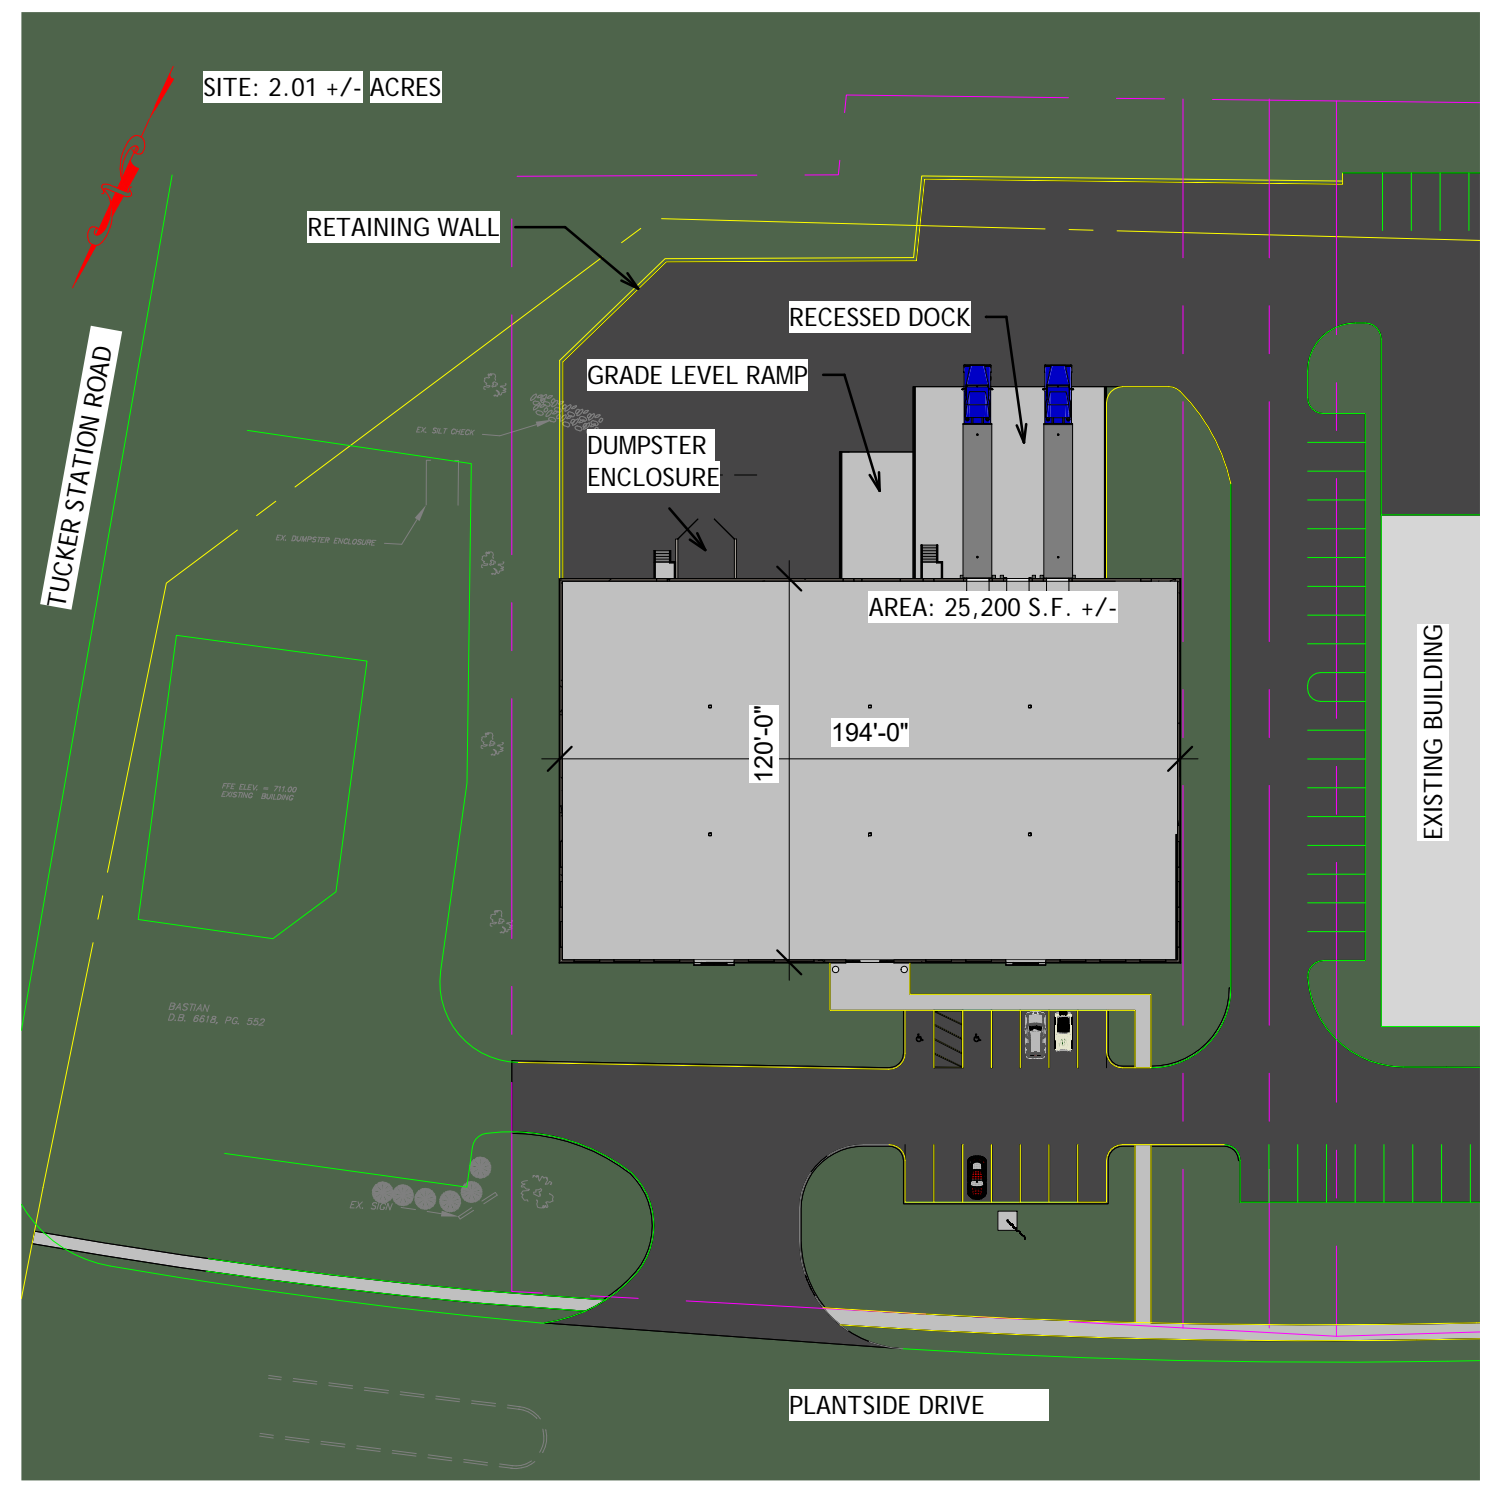 SITE: 2.01 +/- ACRES
RETAINING WALL
RECESSED DOCK
GRADE LEVEL RAMP
DUMPSTER
ENCLOSURE
TUCKER STATION ROAD
EX. SILT CHECK
EX. DUMPSTER ENCLOSURE
AREA: 25,200 S.F. +/-
120'-0"
194'-0"
EXISTING BUILDING
FFE ELEV. = 711.00
EXISTING BUILDING
BASTIAN
D.B. 6618, PG. 552
EX. SIGN
PLANTSIDE DRIVE